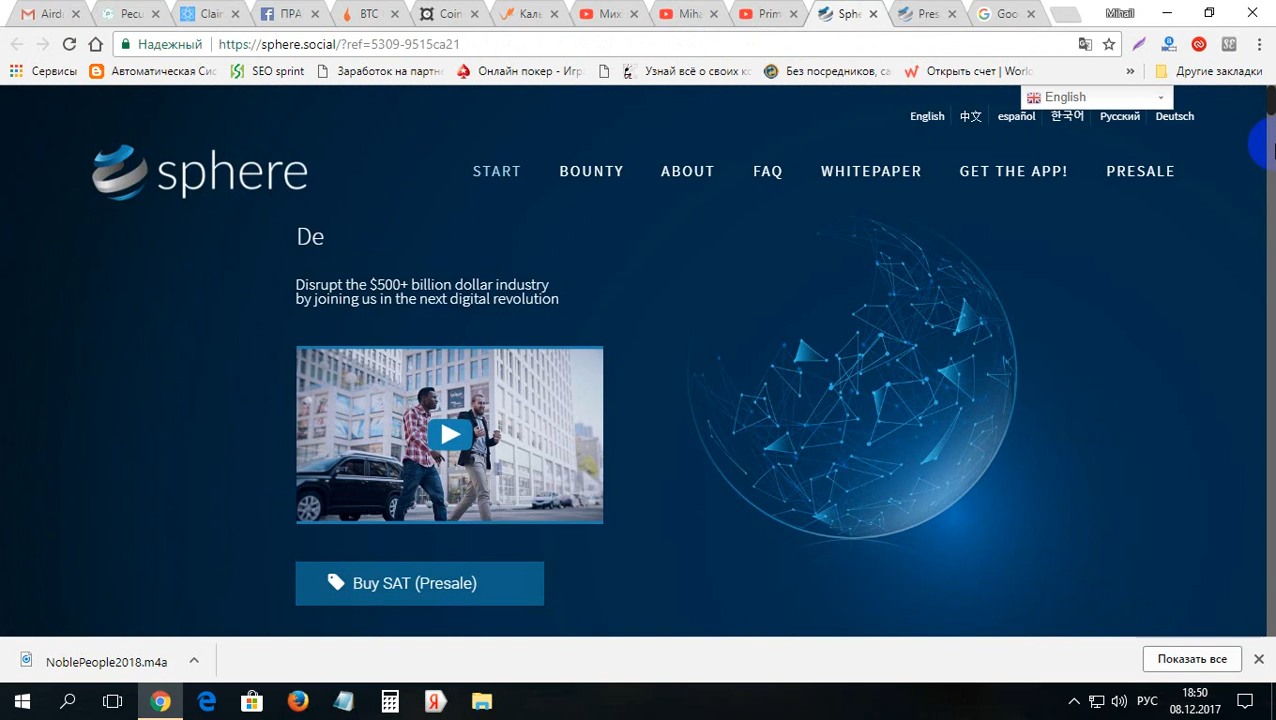 Airdi
Pecu
Clair
ПРА
BTC
Coin
Каль
Мих
Miha
Prim
Sphe
Pres
Goo
Mihail
Надежный
https://sphere.social/?ref=5309-9515ca21
Сервисы
Автоматическая Сис
SEO sprint
Заработок на партне
Онлайн покер - Игра
Узнай всё о своих ко
Без посредников, са
Открыть счет | Worl
»
Другие закладки
English
English
中文
español
한국어
Русский
Deutsch
sphere
START
BOUNTY
ABOUT
FAQ
WHITEPAPER
GET THE APP!
PRESALE
De
Disrupt the $500+ billion dollar industry
by joining us in the next digital revolution
Buy SAT (Presale)
NoblePeople2018.m4a
Показать все
РУС
18:50
08.12.2017